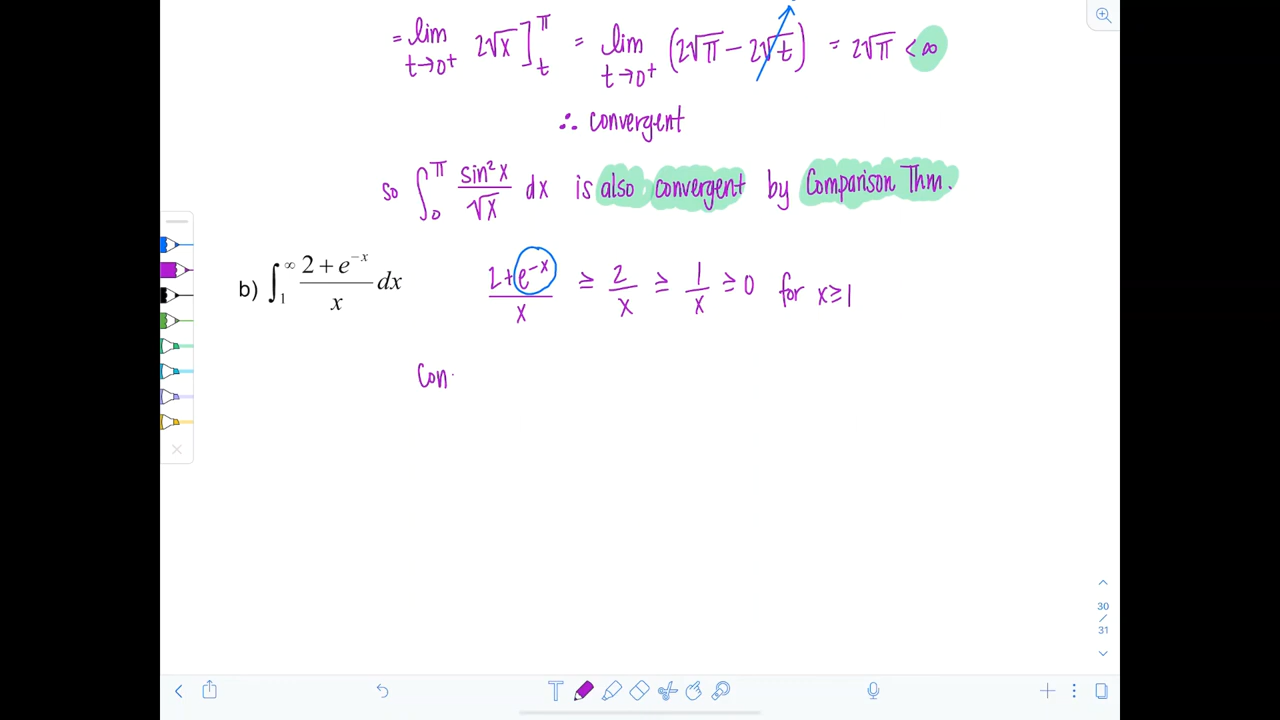 = lim t→0⁺ 2√x ]ₜ^π = lim t→0⁺ (2√π − 2√t) = 2√π < ∞
∴ convergent
so ∫₀^π sin²x/√x dx is also convergent by Comparison Thm.
b) ∫₁^∞ (2 + e^−x)/x dx (2+e^−x)/x ≥ 2/x ≥ 1/x ≥ 0 for x≥1
Con
30
/
31
T